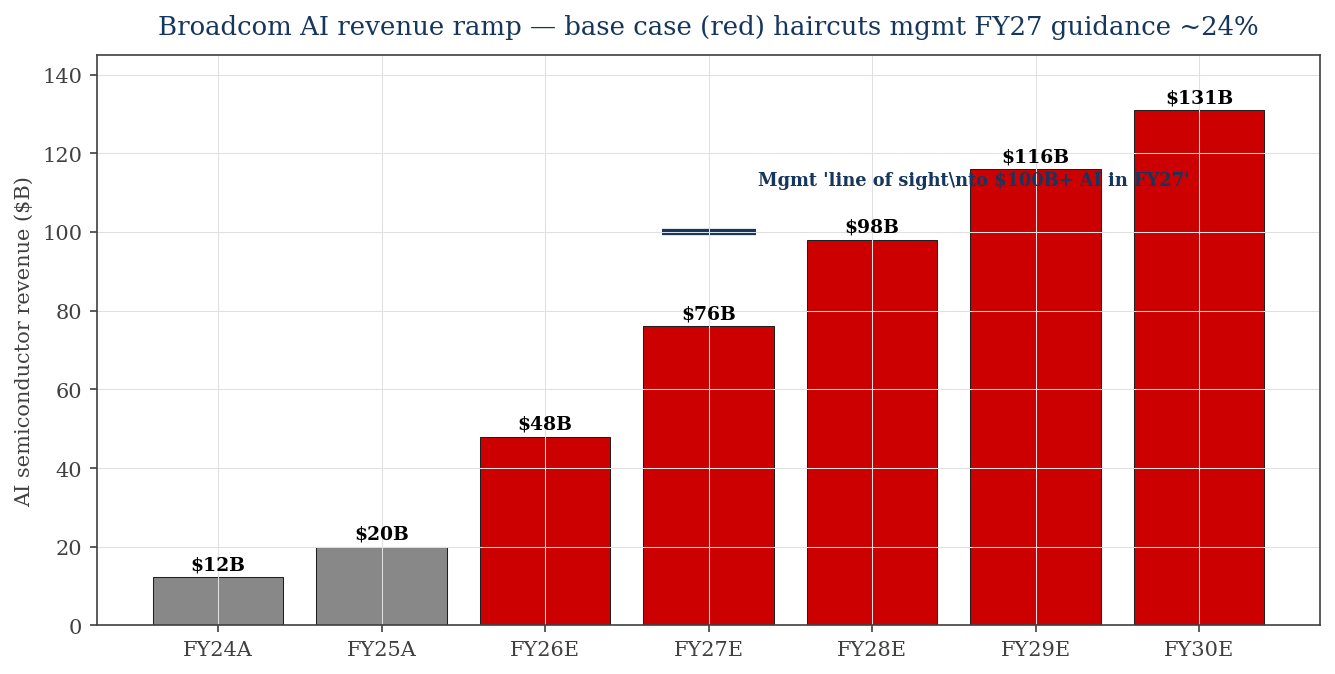 Broadcom AI revenue ramp — base case (red) haircuts mgmt FY27 guidance ~24%
AI semiconductor revenue ($B)
140
120
100
80
60
40
20
0
$12B
$20B
$48B
$76B
$98B
$116B
$131B
Mgmt 'line of sight\nto $100B+ AI in FY27'
FY24A
FY25A
FY26E
FY27E
FY28E
FY29E
FY30E